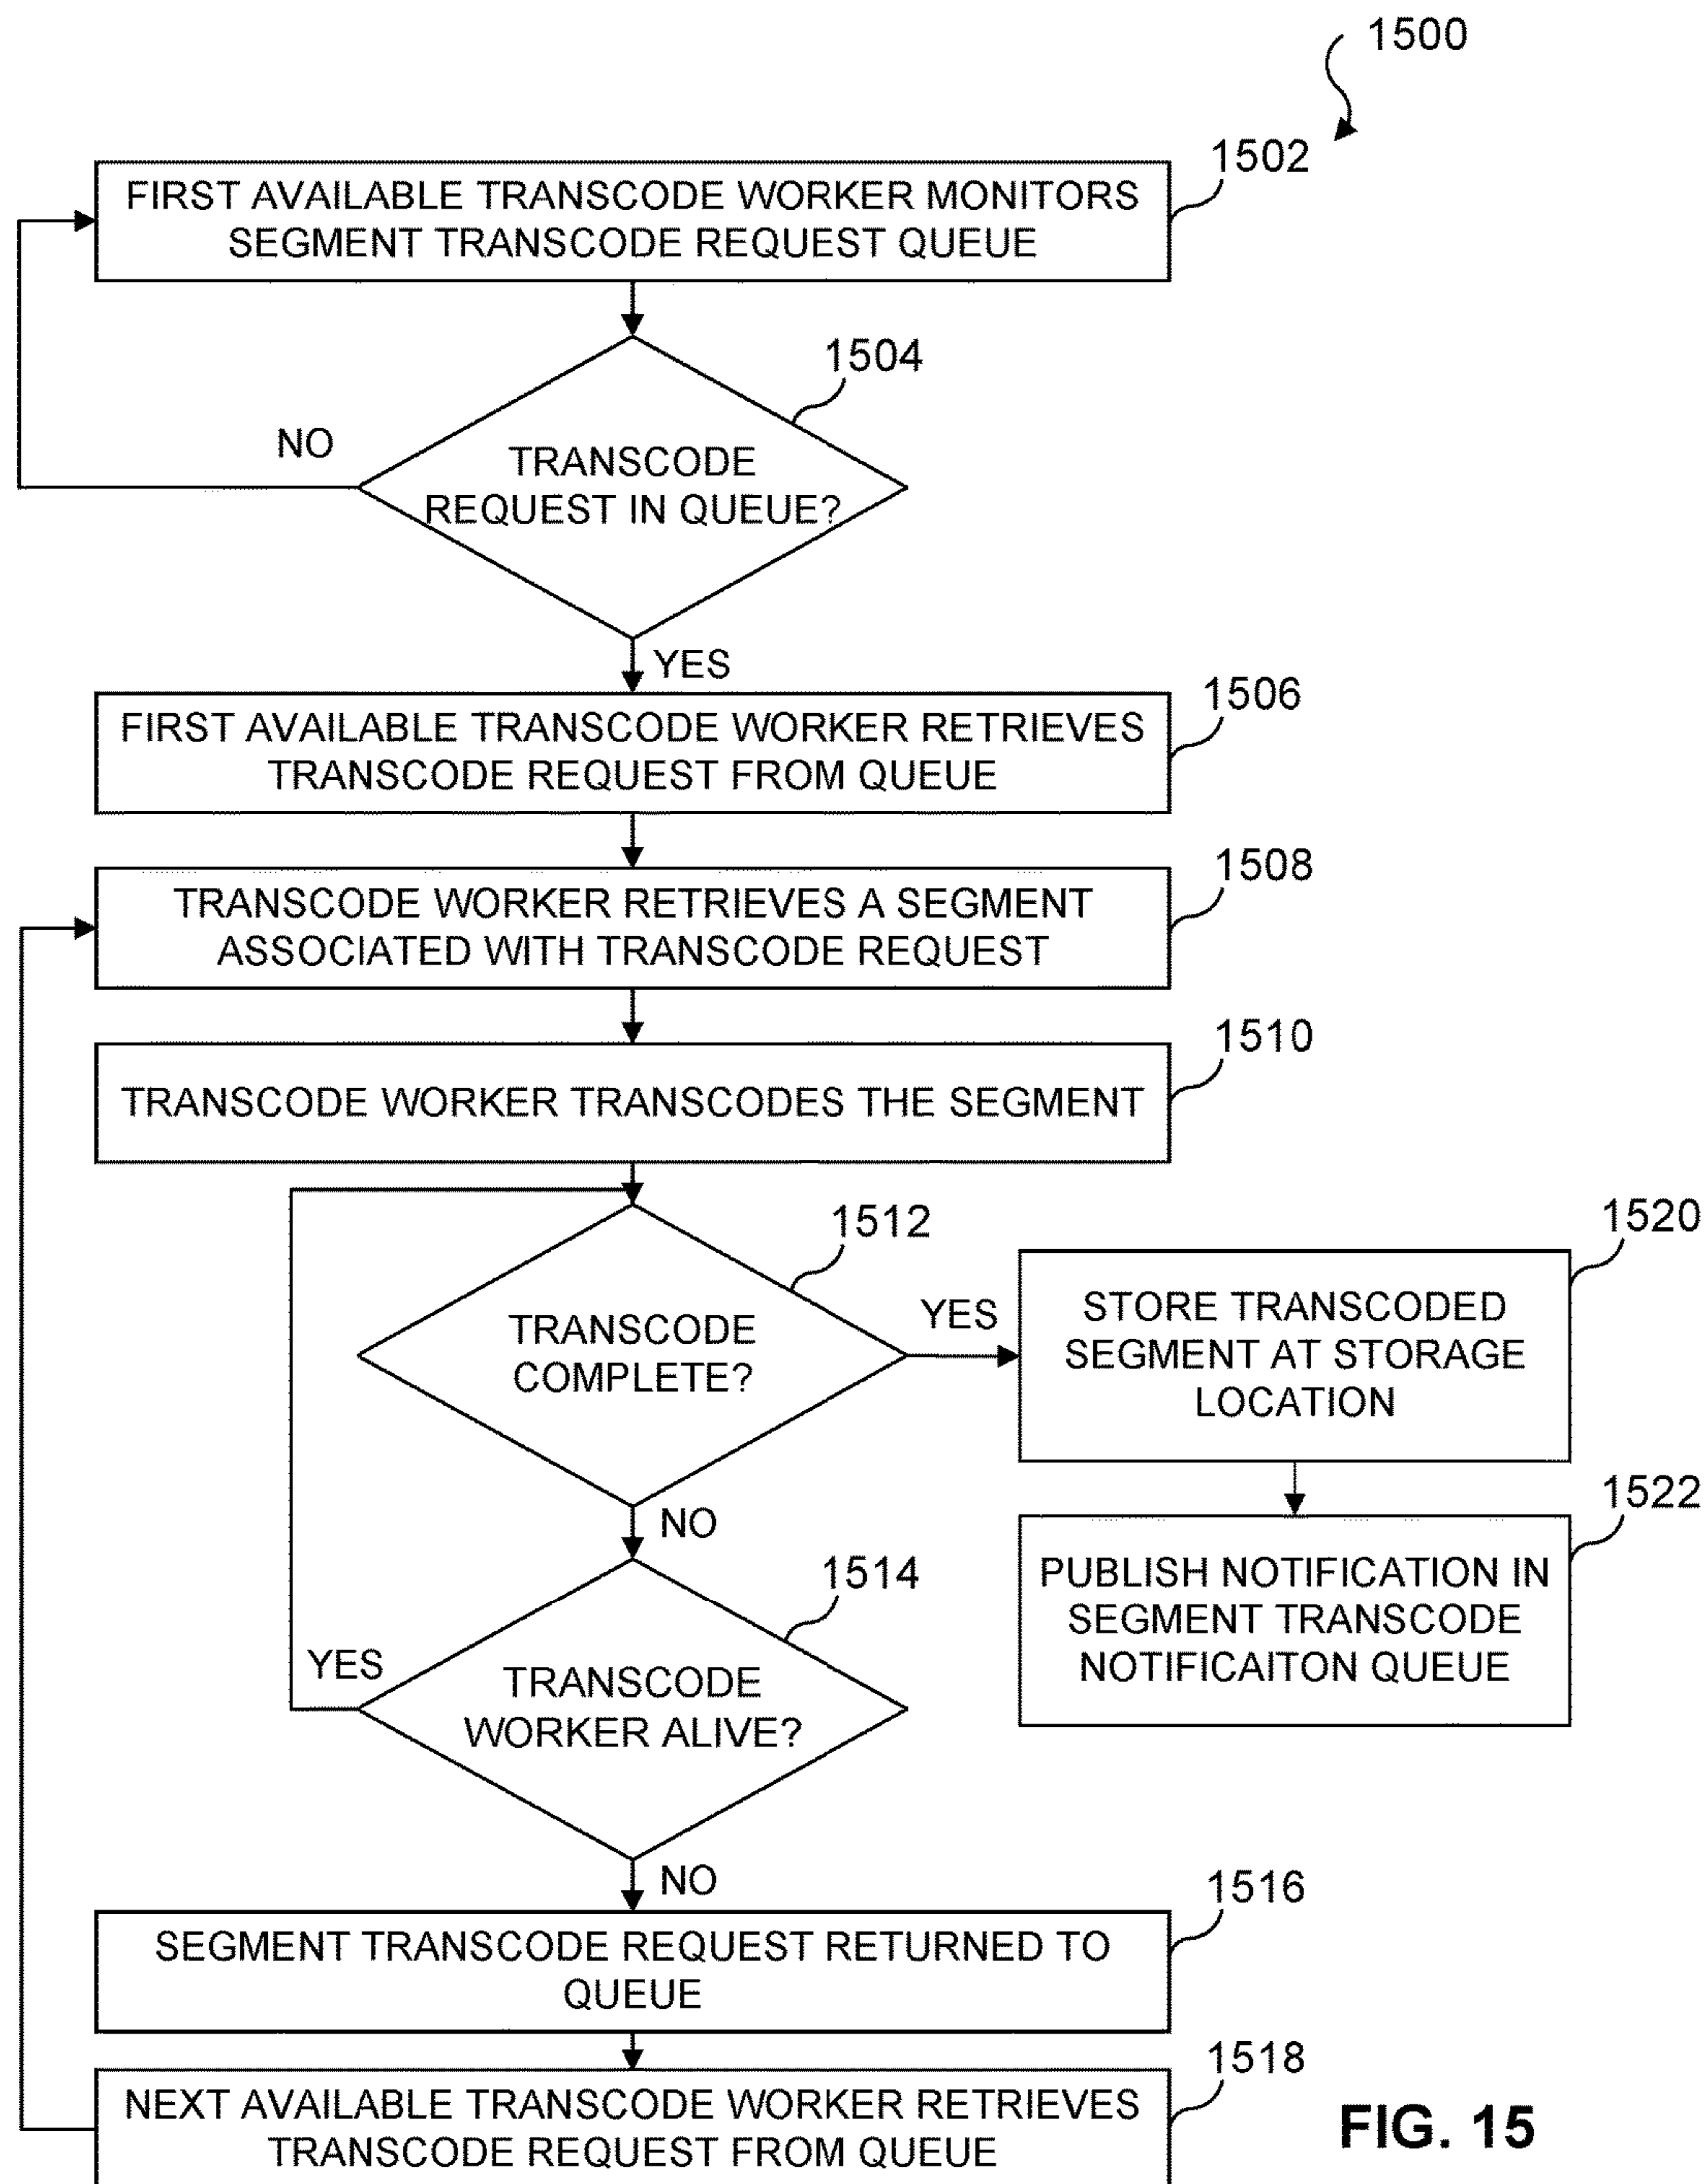 1500
1502
FIRST AVAILABLE TRANSCODE WORKER MONITORS
SEGMENT TRANSCODE REQUEST QUEUE
1504
NO
TRANSCODE
REQUEST IN QUEUE?
YES
1506
FIRST AVAILABLE TRANSCODE WORKER RETRIEVES
TRANSCODE REQUEST FROM QUEUE
1508
TRANSCODE WORKER RETRIEVES A SEGMENT
ASSOCIATED WITH TRANSCODE REQUEST
1510
TRANSCODE WORKER TRANSCODES THE SEGMENT
1512
TRANSCODE
COMPLETE?
YES
1520
STORE TRANSCODED
SEGMENT AT STORAGE
LOCATION
NO
1522
PUBLISH NOTIFICATION IN
SEGMENT TRANSCODE
NOTIFICAITON QUEUE
1514
YES
TRANSCODE
WORKER ALIVE?
NO
1516
SEGMENT TRANSCODE REQUEST RETURNED TO
QUEUE
1518
NEXT AVAILABLE TRANSCODE WORKER RETRIEVES
TRANSCODE REQUEST FROM QUEUE
FIG. 15